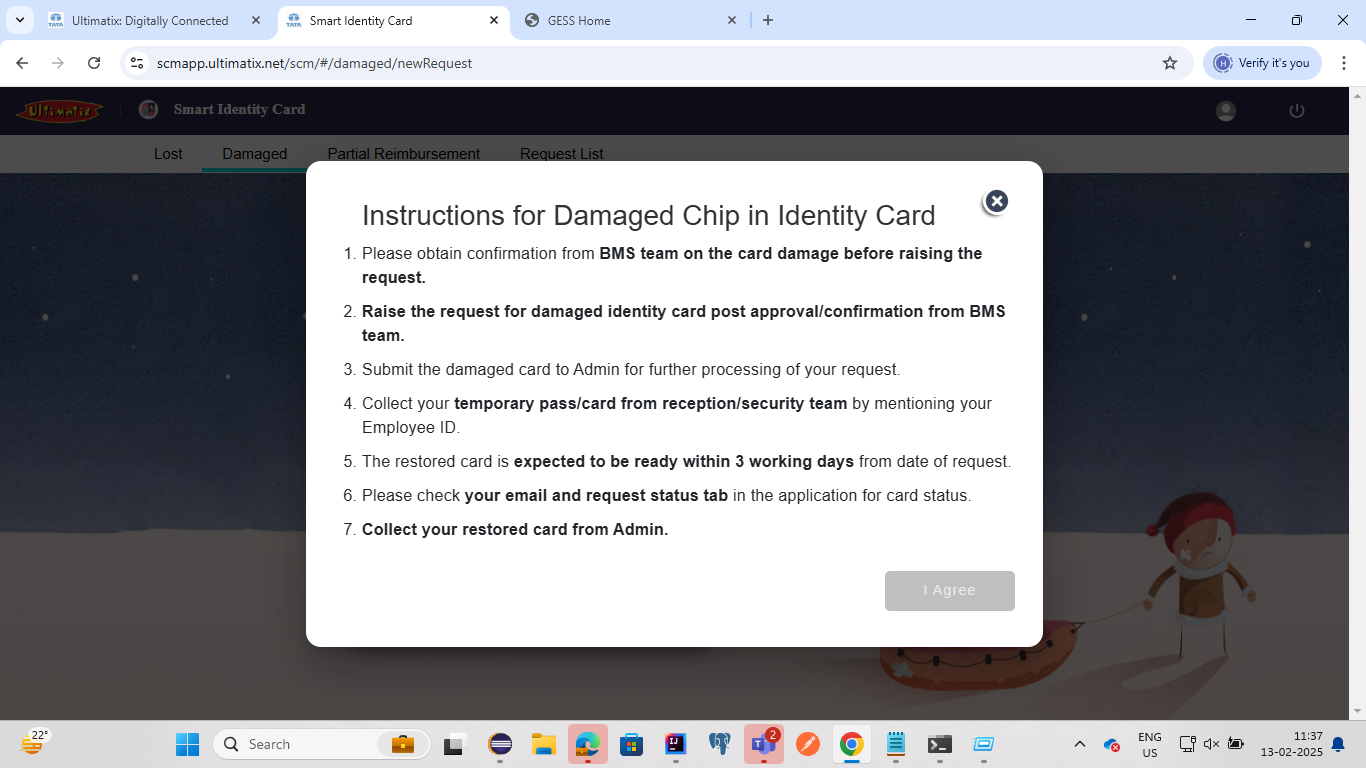 Ultimatix: Digitally Connected
Smart Identity Card
GESS Home
TATA
TATA
scmapp.ultimatix.net/scm/#/damaged/newRequest
H Verify it's you
Ultimatix
Smart Identity Card
Lost Damaged Partial Reimbursement Request List
Instructions for Damaged Chip in Identity Card
1. Please obtain confirmation from BMS team on the card damage before raising the
request.
2. Raise the request for damaged identity card post approval/confirmation from BMS
team.
3. Submit the damaged card to Admin for further processing of your request.
4. Collect your temporary pass/card from reception/security team by mentioning your
Employee ID.
5. The restored card is expected to be ready within 3 working days from date of request.
6. Please check your email and request status tab in the application for card status.
7. Collect your restored card from Admin.
I Agree
22°
Search
IJ
T
2
ENG
US
11:37
13-02-2025